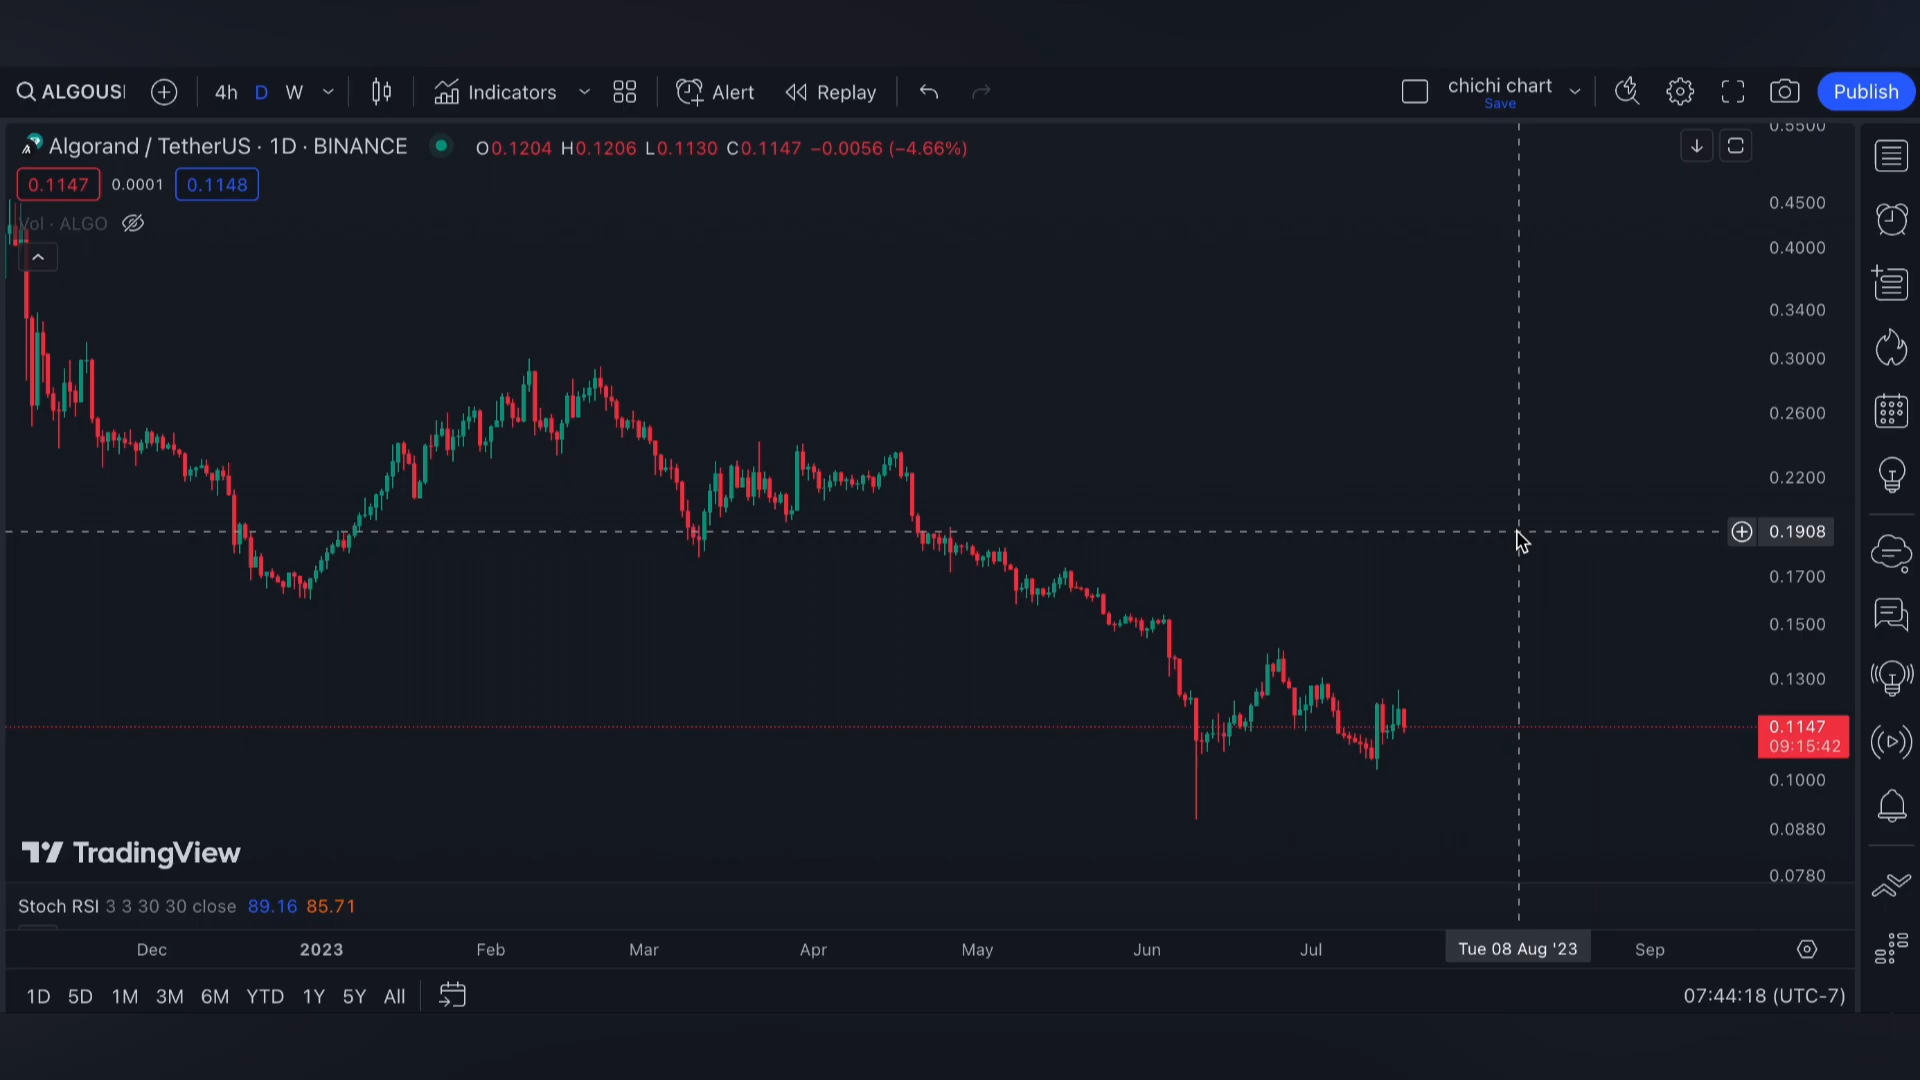 ALGOUS
4h D W Indicators Alert Replay
chichi chart
Save
Publish
Algorand / TetherUS · 1D · BINANCE
O0.1204 H0.1206 L0.1130 C0.1147 −0.0056 (−4.66%)
0.1147 0.0001 0.1148
Vol · ALGO
0.5500
0.4500
0.4000
0.3400
0.3000
0.2600
0.2200
0.1908
0.1700
0.1500
0.1300
0.1147
09:15:42
0.1000
0.0880
0.0780
TradingView
Stoch RSI 3 3 30 30 close 89.16 85.71
Dec 2023 Feb Mar Apr May Jun Jul Tue 08 Aug '23 Sep
1D 5D 1M 3M 6M YTD 1Y 5Y All
07:44:18 (UTC-7)